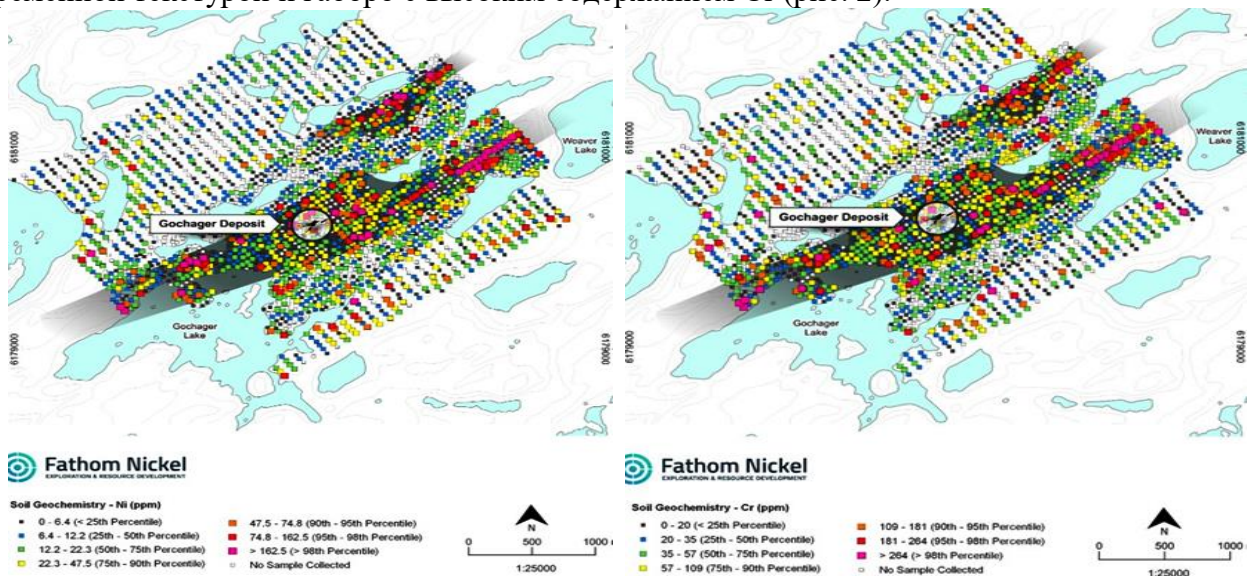 6181000
Weaver
Lake
6181000
Gochager Deposit
Gochager
Lake
6179000
6179000
Fathom Nickel
EXPLORATION & RESOURCE DEVELOPMENT
Soil Geochemistry - Ni (ppm)
0 - 6.4 (< 25th Percentile)
6.4 - 12.2 (25th - 50th Percentile)
12.2 - 22.3 (50th - 75th Percentile)
22.3 - 47.5 (75th - 90th Percentile)
47.5 - 74.8 (90th - 95th Percentile)
74.8 - 162.5 (95th - 98th Percentile)
> 162.5 (> 98th Percentile)
No Sample Collected
N
0 500 1000
1:25000
6181000
Weaver
Lake
6181000
Gochager Deposit
Gochager
Lake
6179000
6179000
Fathom Nickel
EXPLORATION & RESOURCE DEVELOPMENT
Soil Geochemistry - Cr (ppm)
0 - 20 (< 25th Percentile)
20 - 35 (25th - 50th Percentile)
35 - 57 (50th - 75th Percentile)
57 - 109 (75th - 90th Percentile)
109 - 181 (90th - 95th Percentile)
181 - 264 (95th - 98th Percentile)
> 264 (> 98th Percentile)
No Sample Collected
N
0 500 1000
1:25000